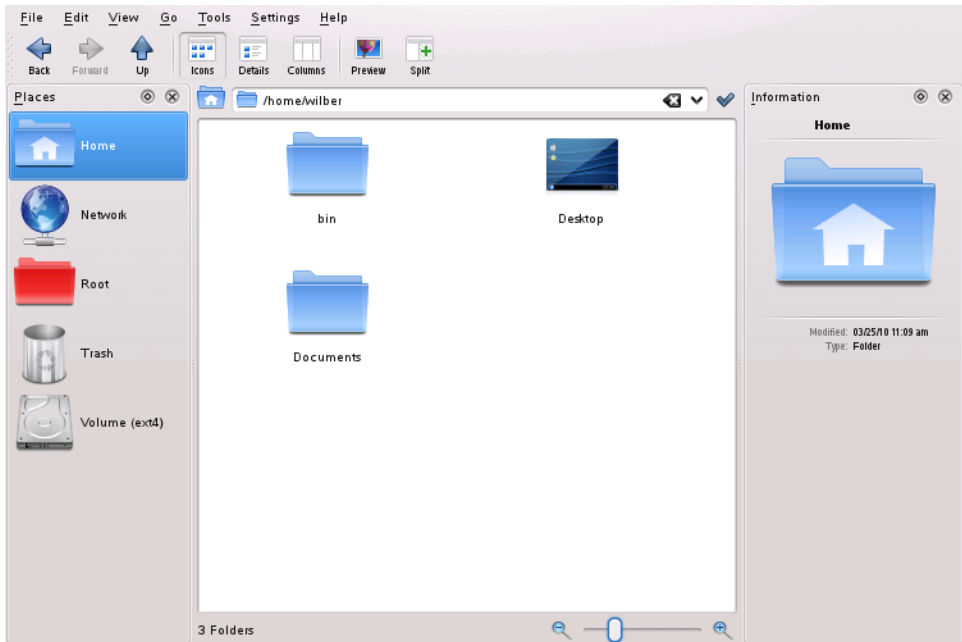 File Edit View Go Tools Settings Help
Back Forward Up Icons Details Columns Preview Split
Places
Home
Network
Root
Trash
Volume (ext4)
/home/wilber
bin
Desktop
Documents
3 Folders
Information
Home
Modified: 03/25/10 11:09 am
Type: Folder